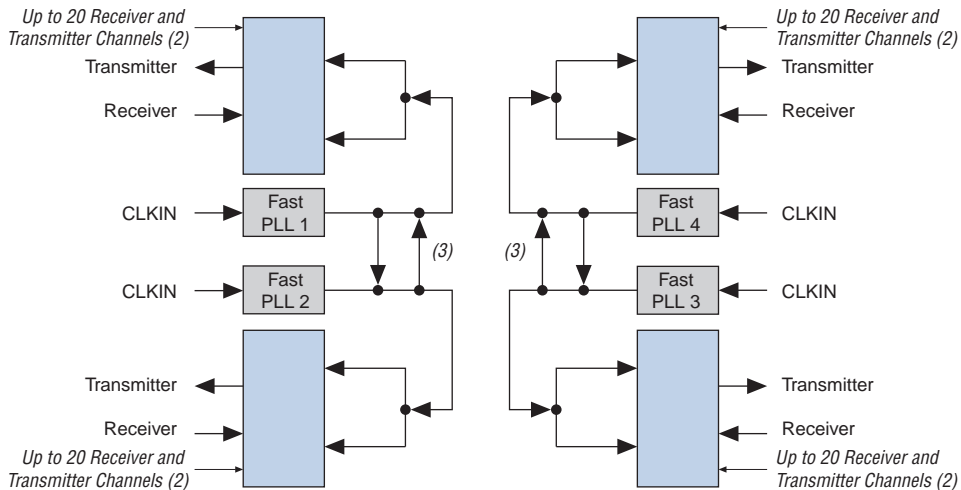 Up to 20 Receiver and
Transmitter Channels (2)
Transmitter
Receiver
CLKIN
Fast
PLL 1
(3)
CLKIN
Fast
PLL 2
Transmitter
Receiver
Up to 20 Receiver and
Transmitter Channels (2)
Up to 20 Receiver and
Transmitter Channels (2)
Transmitter
Receiver
Fast
PLL 4
CLKIN
(3)
Fast
PLL 3
CLKIN
Transmitter
Receiver
Up to 20 Receiver and
Transmitter Channels (2)